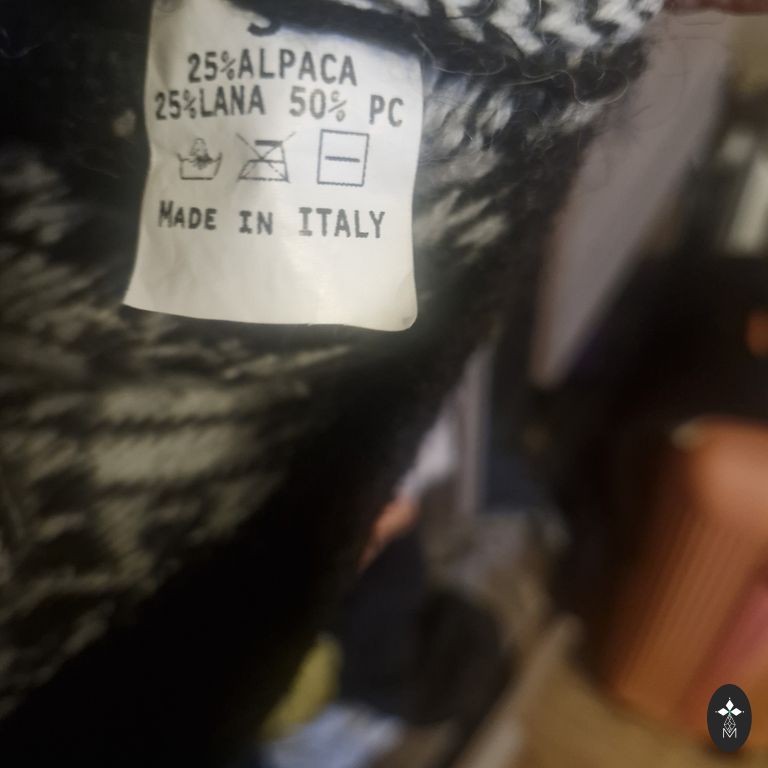 S
25%ALPACA
25%LANA 50% PC
MADE IN ITALY
M